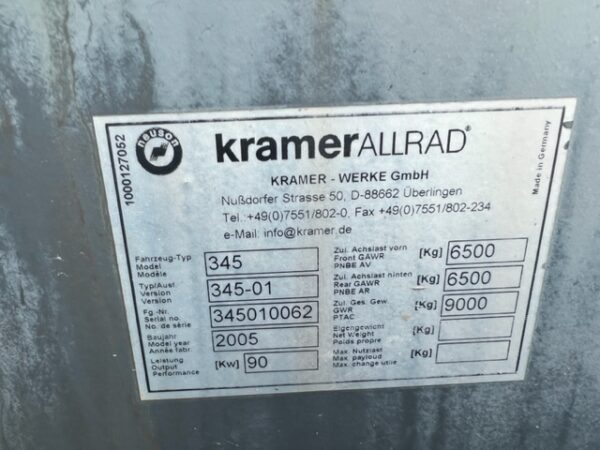 neuson
1000127052
kramerALLRAD®
Made in Germany
KRAMER - WERKE GmbH
Nußdorfer Strasse 50, D-88662 Überlingen
Tel.:+49(0)7551/802-0, Fax +49(0)7551/802-234
e-Mail: info@kramer.de
Fahrzeug-Typ
Model
Modèle
345
Typ/Ausf.
Version
Version
345-01
Fg.-Nr.
Serial no.
No. de série
345010062
Baujahr
Model year
Année fabr.
2005
Leistung
Output
Performance
[Kw] 90
Zul. Achslast vorn
Front GAWR
PNBE AV
[Kg] 6500
Zul. Achslast hinten
Rear GAWR
PNBE AR
[Kg] 6500
Zul. Ges. Gew.
GWR
PTAC
[Kg] 9000
Eigengewicht
Net Weight
Poids propre
[Kg]
Max. Nutzlast
Max. payload
Max. change utile
[Kg]